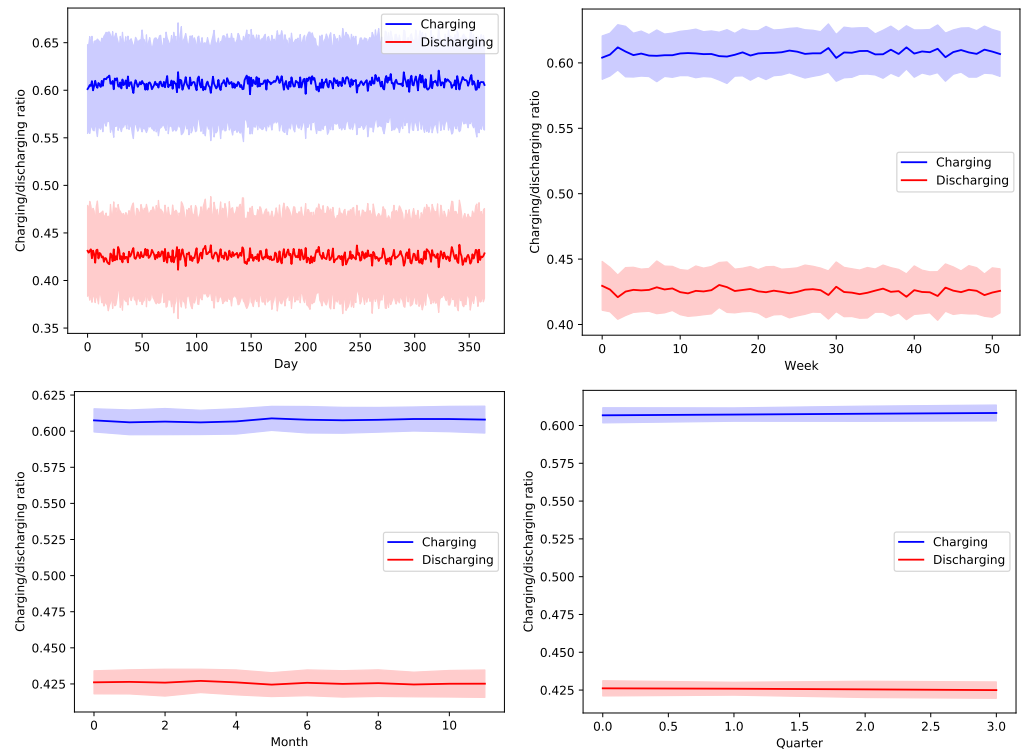 0.65
0.60
0.55
0.50
0.45
0.40
0.35
Charging/discharging ratio
Charging
Discharging
0 50 100 150 200 250 300 350
Day
0.60
0.55
0.50
0.45
0.40
Charging/discharging ratio
Charging
Discharging
0 10 20 30 40 50
Week
0.625
0.600
0.575
0.550
0.525
0.500
0.475
0.450
0.425
Charging/discharging ratio
Charging
Discharging
0 2 4 6 8 10
Month
0.600
0.575
0.550
0.525
0.500
0.475
0.450
0.425
Charging/discharging ratio
Charging
Discharging
0.0 0.5 1.0 1.5 2.0 2.5 3.0
Quarter